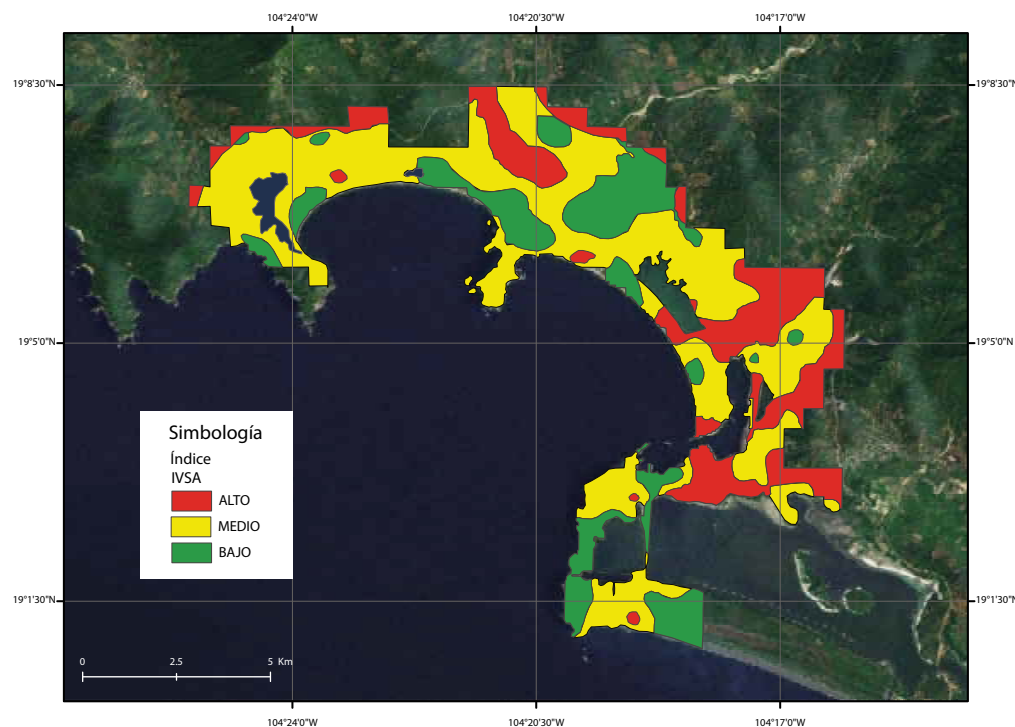 104°24'0"W 104°20'30"W 104°17'0"W
19°8'30"N 19°8'30"N
19°5'0"N 19°5'0"N
Simbología
Índice
IVSA
ALTO
MEDIO
BAJO
19°1'30"N 19°1'30"N
0 2.5 5 Km
104°24'0"W 104°20'30"W 104°17'0"W